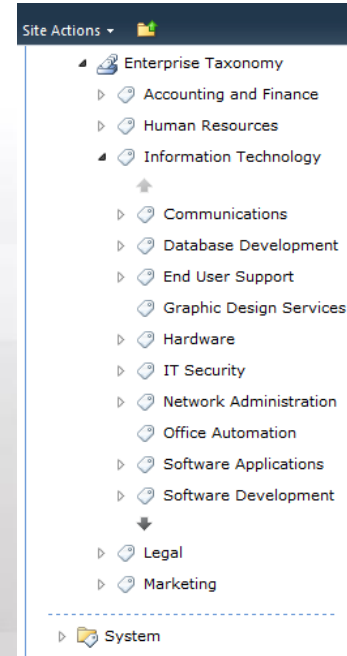 Site Actions
Enterprise Taxonomy
Accounting and Finance
Human Resources
Information Technology
Communications
Database Development
End User Support
Graphic Design Services
Hardware
IT Security
Network Administration
Office Automation
Software Applications
Software Development
Legal
Marketing
System